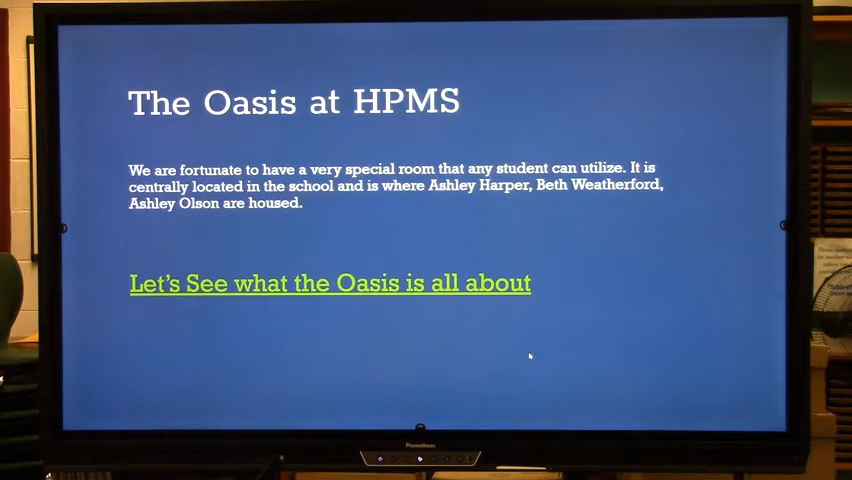 The Oasis at HPMS
We are fortunate to have a very special room that any student can utilize. It is
centrally located in the school and is where Ashley Harper, Beth Weatherford,
Ashley Olson are housed.
Let's See what the Oasis is all about
Promethean